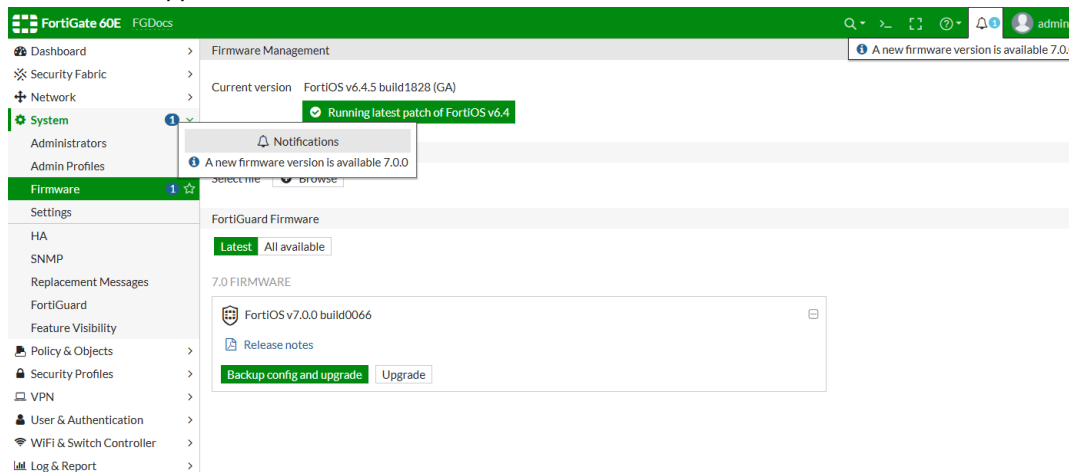 FortiGate 60E FGDocs
1 admin
Dashboard
Security Fabric
Network
System 1
Administrators
Admin Profiles
Firmware 1
Settings
HA
SNMP
Replacement Messages
FortiGuard
Feature Visibility
Policy & Objects
Security Profiles
VPN
User & Authentication
WiFi & Switch Controller
Log & Report
Firmware Management
A new firmware version is available 7.0.
Current version FortiOS v6.4.5 build1828 (GA)
Running latest patch of FortiOS v6.4
Notifications
A new firmware version is available 7.0.0
Select file Browse
FortiGuard Firmware
Latest All available
7.0 FIRMWARE
FortiOS v7.0.0 build0066
Release notes
Backup config and upgrade Upgrade